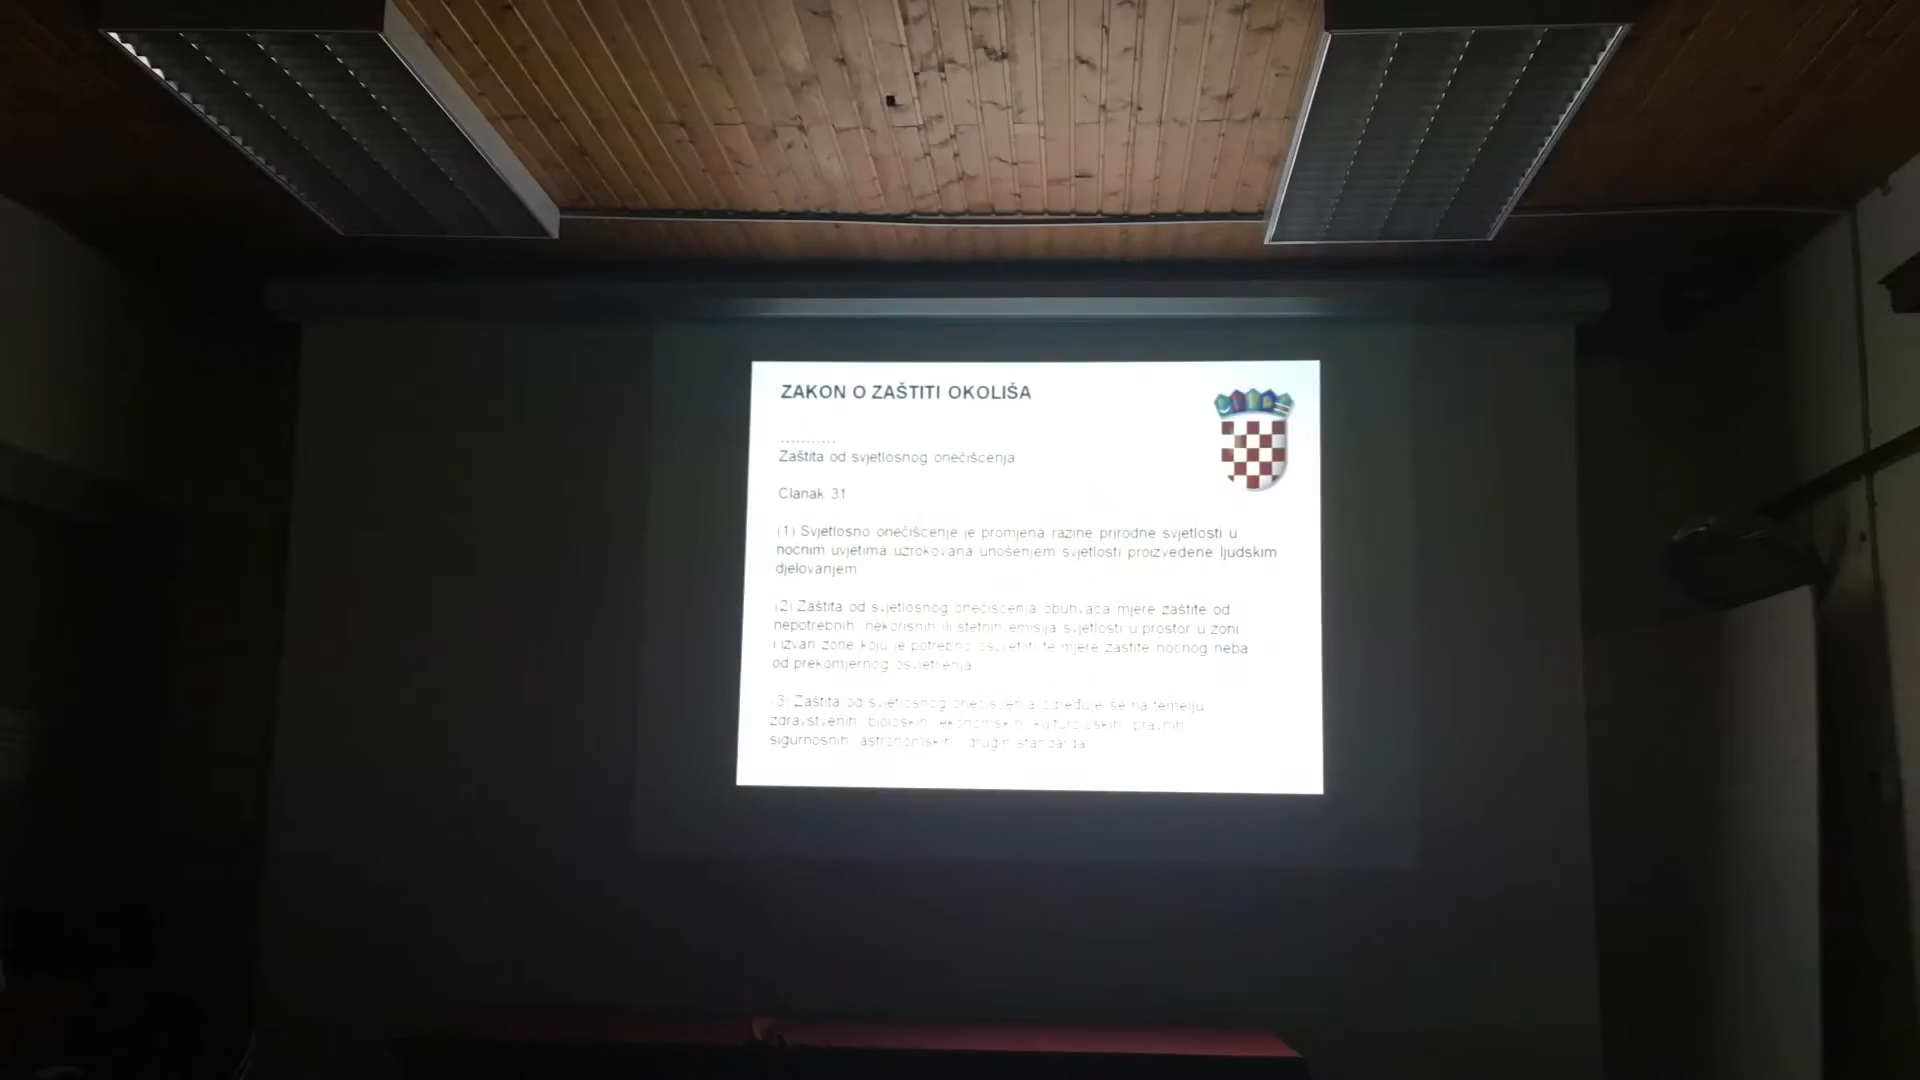 ZAKON O ZAŠTITI OKOLIŠA
...........
Zaštita od svjetlosnog onečišćenja
Članak 31
(1) Svjetlosno onečišćenje je promjena razine prirodne svjetlosti u
noćnim uvjetima uzrokovana unošenjem svjetlosti proizvedene ljudskim
djelovanjem
(2) Zaštita od svjetlosnog onečišćenja obuhvaća mjere zaštite od
nepotrebnih nekorisnih ili štetnih emisija svjetlosti u prostor u zoni
i izvan zone koju je potrebno osvijetliti te mjere zaštite noćnog neba
od prekomjernog osvjetljenja
(3) Zaštita od svjetlosnog onečišćenja određuje se na temelju
zdravstvenih bioloških ekonomskih kulturoloških pravnih
sigurnosnih astronomskih i drugih standarda